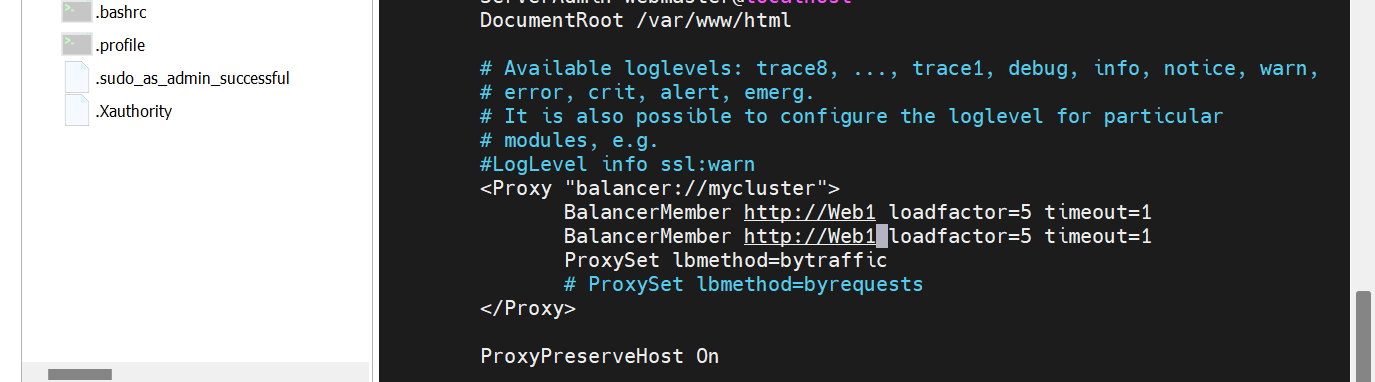 .bashrc
.profile
.sudo_as_admin_successful
.Xauthority
DocumentRoot /var/www/html
# Available loglevels: trace8, ..., trace1, debug, info, notice, warn,
# error, crit, alert, emerg.
# It is also possible to configure the loglevel for particular
# modules, e.g.
#LogLevel info ssl:warn
<Proxy "balancer://mycluster">
BalancerMember http://Web1 loadfactor=5 timeout=1
BalancerMember http://Web1 loadfactor=5 timeout=1
ProxySet lbmethod=bytraffic
# ProxySet lbmethod=byrequests
</Proxy>
ProxyPreserveHost On